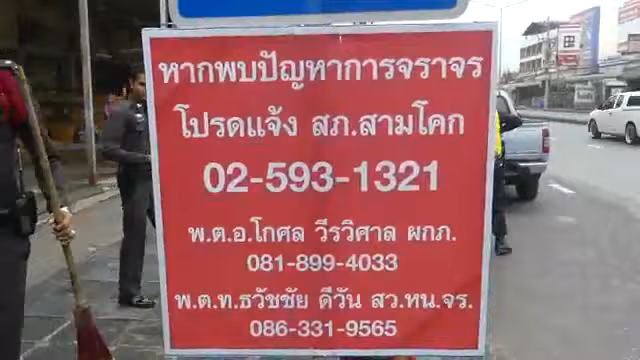 หากพบปัญหาการจราจร
โปรดแจ้ง สภ.สามโคก
02-593-1321
พ.ต.อ.โกศล วีรวิศาล ผกภ.
081-899-4033
พ.ต.ท.ธวัชชัย ดีวัน สว.หน.จร.
086-331-9565